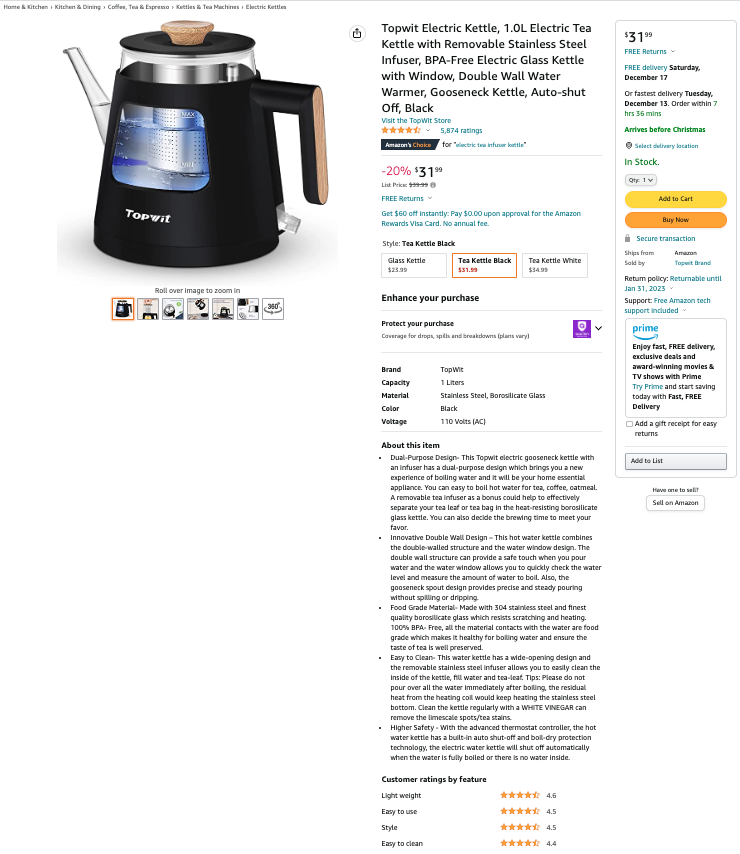 Home & Kitchen › Kitchen & Dining › Coffee, Tea & Espresso › Kettles & Tea Machines › Electric Kettles
MAX
MIN
TOPWIT
Roll over image to zoom in
360°
Topwit Electric Kettle, 1.0L Electric Tea
Kettle with Removable Stainless Steel
Infuser, BPA-Free Electric Glass Kettle
with Window, Double Wall Water
Warmer, Gooseneck Kettle, Auto-shut
Off, Black
Visit the TopWit Store
5,874 ratings
Amazon's Choice for "electric tea infuser kettle"
-20% $31 99
List Price: $39.99
FREE Returns
Get $60 off instantly: Pay $0.00 upon approval for the Amazon
Rewards Visa Card. No annual fee.
Style: Tea Kettle Black
Glass Kettle
$23.99
Tea Kettle Black
$31.99
Tea Kettle White
$34.99
Enhance your purchase
Protect your purchase
Coverage for drops, spills and breakdowns (plans vary)
Brand TopWit
Capacity 1 Liters
Material Stainless Steel, Borosilicate Glass
Color Black
Voltage 110 Volts (AC)
About this item
• Dual-Purpose Design- This Topwit electric gooseneck kettle with
an infuser has a dual-purpose design which brings you a new
experience of boiling water and it will be your home essential
appliance. You can easy to boil hot water for tea, coffee, oatmeal.
A removable tea infuser as a bonus could help to effectively
separate your tea leaf or tea bag in the heat-resisting borosilicate
glass kettle. You can also decide the brewing time to meet your
favor.
• Innovative Double Wall Design – This hot water kettle combines
the double-walled structure and the water window design. The
double wall structure can provide a safe touch when you pour
water and the water window allows you to quickly check the water
level and measure the amount of water to boil. Also, the
gooseneck spout design provides precise and steady pouring
without spilling or dripping.
• Food Grade Material- Made with 304 stainless steel and finest
quality borosilicate glass which resists scratching and heating.
100% BPA- Free, all the material contacts with the water are food
grade which makes it healthy for boiling water and ensure the
taste of tea is well preserved.
• Easy to Clean- This water kettle has a wide-opening design and
the removable stainless steel infuser allows you to easily clean the
inside of the kettle, fill water and tea-leaf. Tips: Please do not
pour over all the water immediately after boiling, the residual
heat from the heating coil would keep heating the stainless steel
bottom. Clean the kettle regularly with a WHITE VINEGAR can
remove the limescale spots/tea stains.
• Higher Safety - With the advanced thermostat controller, the hot
water kettle has a built-in auto shut-off and boil-dry protection
technology, the electric water kettle will shut off automatically
when the water is fully boiled or there is no water inside.
Customer ratings by feature
Light weight 4.6
Easy to use 4.5
Style 4.5
Easy to clean 4.4
$31 99
FREE Returns
FREE delivery Saturday,
December 17
Or fastest delivery Tuesday,
December 13. Order within 7
hrs 36 mins
Arrives before Christmas
Select delivery location
In Stock.
Qty: 1
Add to Cart
Buy Now
Secure transaction
Ships from Amazon
Sold by Topwit Brand
Return policy: Returnable until
Jan 31, 2023
Support: Free Amazon tech
support included
prime
Enjoy fast, FREE delivery,
exclusive deals and
award-winning movies &
TV shows with Prime
Try Prime and start saving
today with Fast, FREE
Delivery
Add a gift receipt for easy
returns
Add to List
Have one to sell?
Sell on Amazon